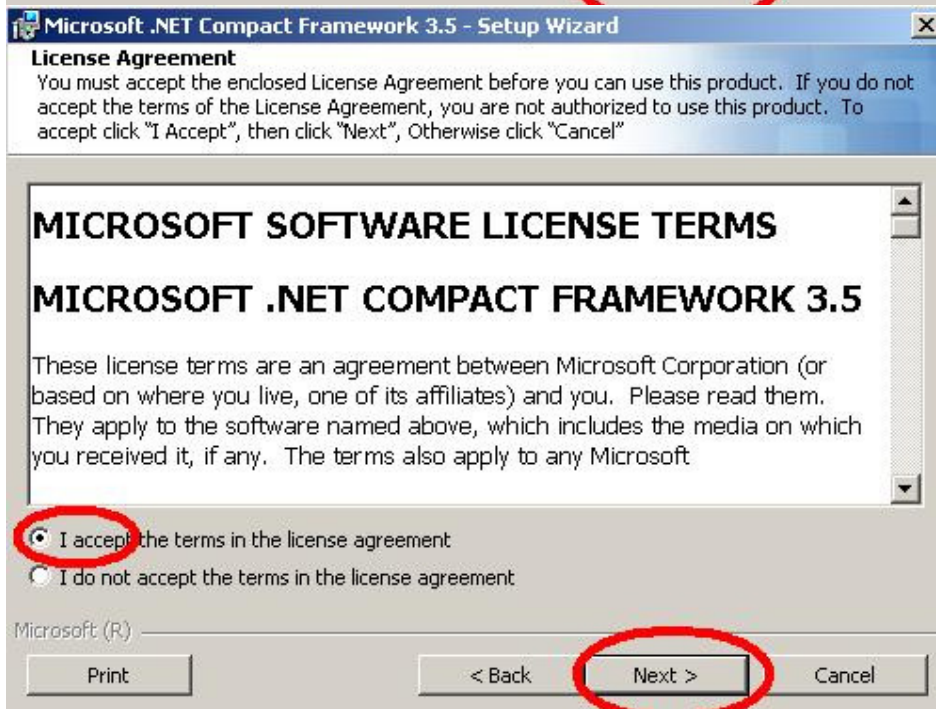 Microsoft .NET Compact Framework 3.5 - Setup Wizard
License Agreement
You must accept the enclosed License Agreement before you can use this product.  If you do not
accept the terms of the License Agreement, you are not authorized to use this product.  To
accept click "I Accept", then click "Next", Otherwise click "Cancel"
MICROSOFT SOFTWARE LICENSE TERMS
MICROSOFT .NET COMPACT FRAMEWORK 3.5
These license terms are an agreement between Microsoft Corporation (or
based on where you live, one of its affiliates) and you.  Please read them.
They apply to the software named above, which includes the media on which
you received it, if any.  The terms also apply to any Microsoft
I accept the terms in the license agreement
I do not accept the terms in the license agreement
Microsoft (R)
Print < Back Next > Cancel